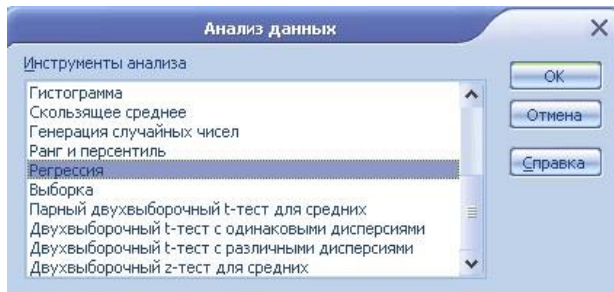 Анализ данных
Инструменты анализа
Гистограмма
Скользящее среднее
Генерация случайных чисел
Ранг и персентиль
Регрессия
Выборка
Парный двухвыборочный t-тест для средних
Двухвыборочный t-тест с одинаковыми дисперсиями
Двухвыборочный t-тест с различными дисперсиями
Двухвыборочный z-тест для средних
OK
Отмена
Справка